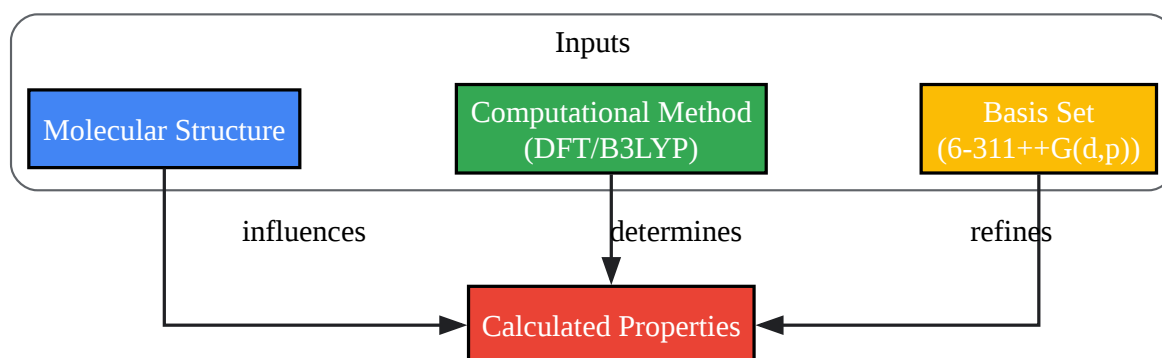 Inputs
Molecular Structure
Computational Method
(DFT/B3LYP)
Basis Set
(6-311++G(d,p))
influences
determines
refines
Calculated Properties